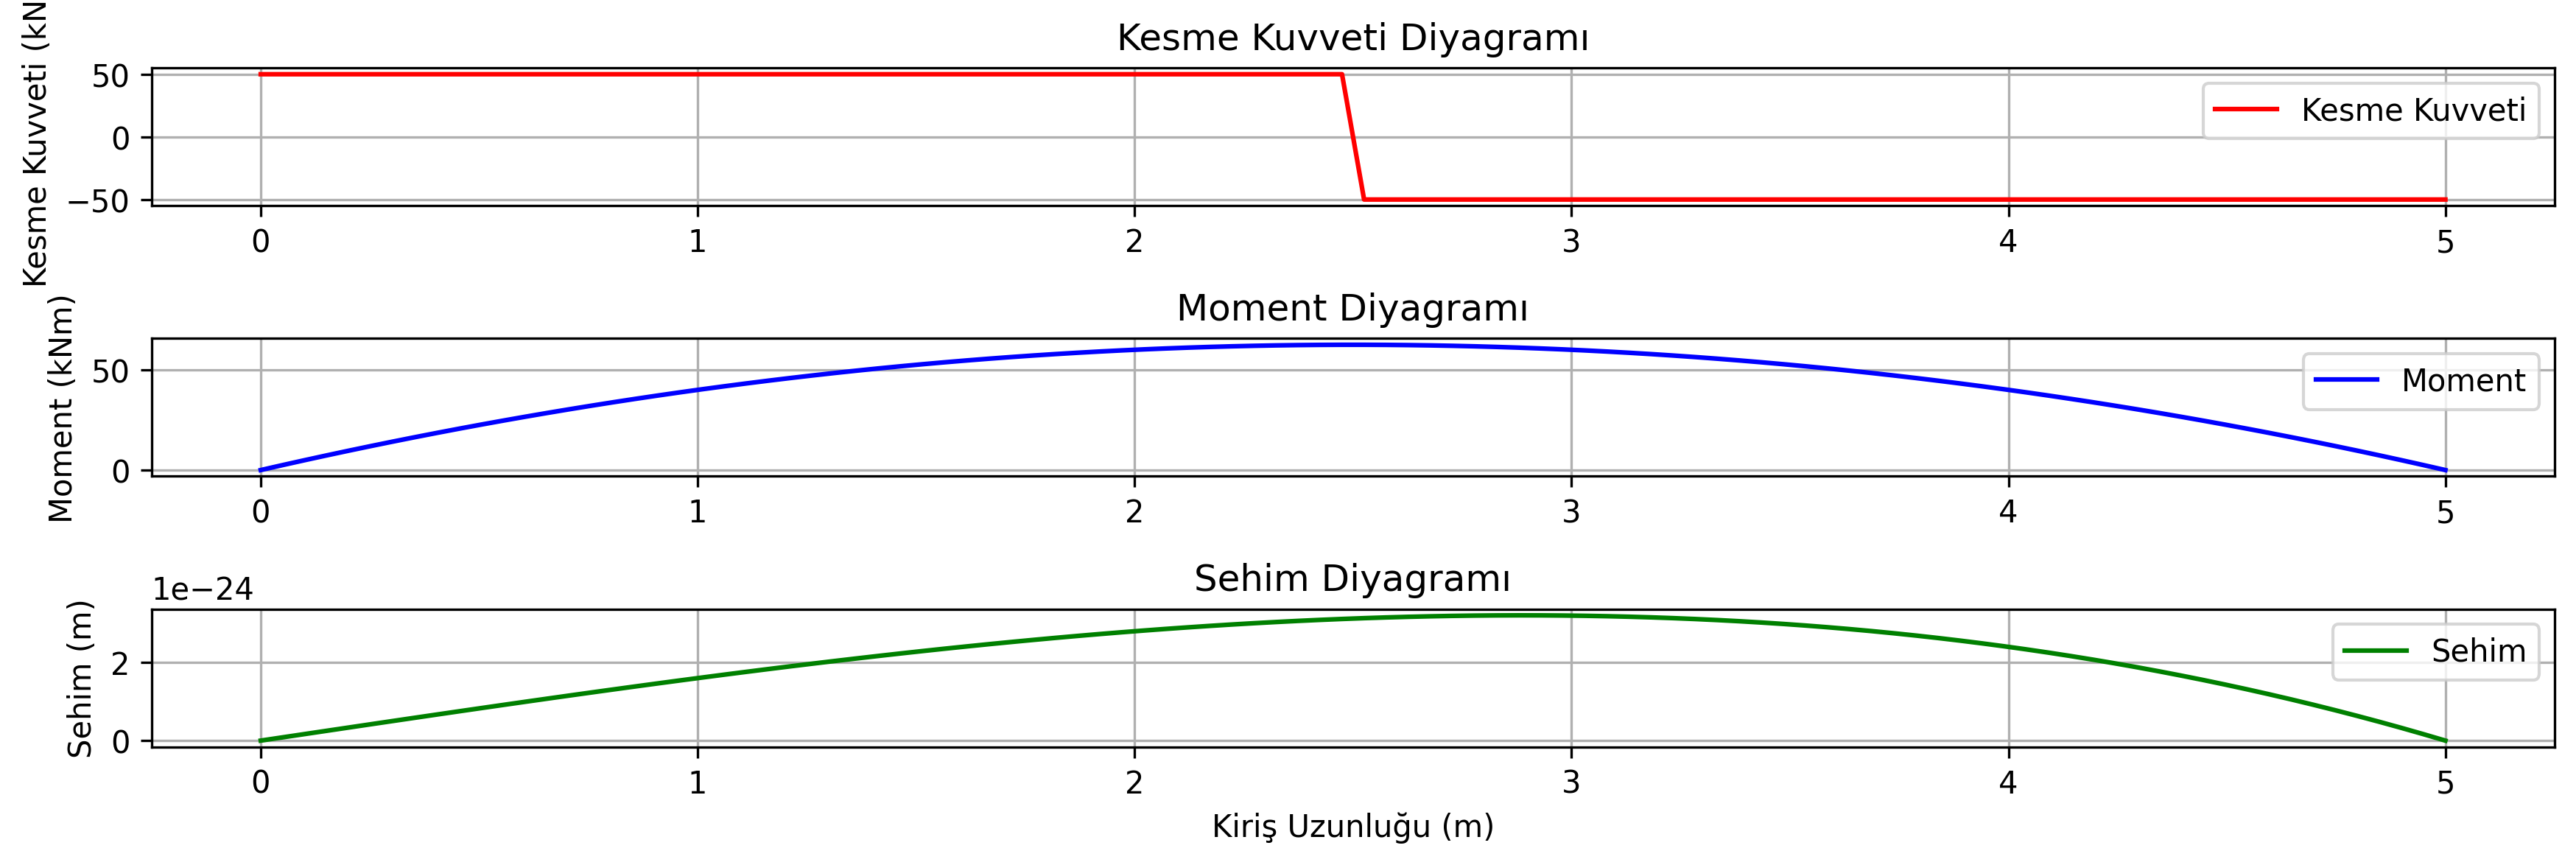 Kesme Kuvveti Diyagramı
Kesme Kuvveti (kN
50
0
−50
Kesme Kuvveti
0 1 2 3 4 5
Moment Diyagramı
Moment (kNm)
50
0
Moment
0 1 2 3 4 5
Sehim Diyagramı
1e−24
Sehim (m)
2
0
Sehim
0 1 2 3 4 5
Kiriş Uzunluğu (m)